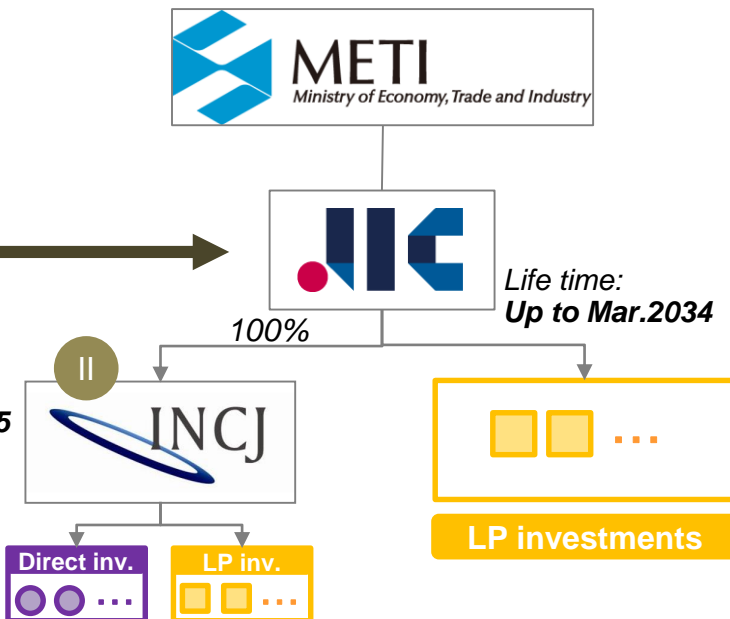 METI
Ministry of Economy, Trade and Industry
JIC
Life time:
Up to Mar.2034
100%
II
5
INCJ
Direct inv.
...
LP inv.
...
...
LP investments